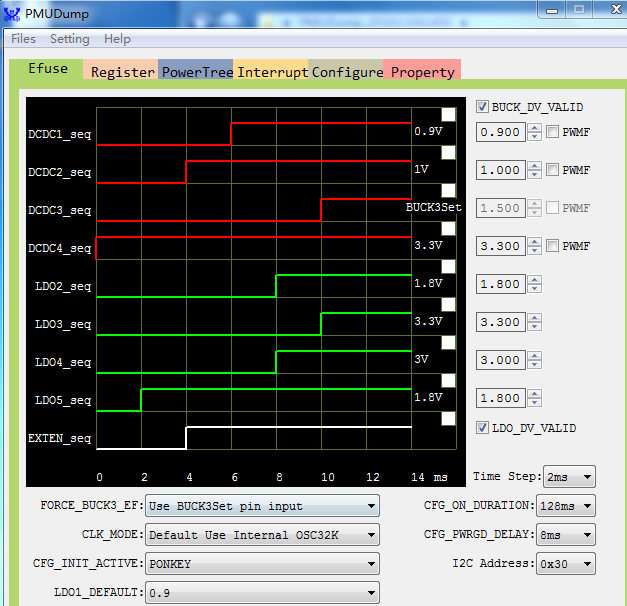 PMUDump
Files Setting Help
Efuse Register PowerTree Interrupt Configure Property
BUCK_DV_VALID
DCDC1_seq 0.9V 0.900 PWMF
DCDC2_seq 1V 1.000 PWMF
DCDC3_seq BUCK3Set 1.500 PWMF
DCDC4_seq 3.3V 3.300 PWMF
LDO2_seq 1.8V 1.800
LDO3_seq 3.3V 3.300
LDO4_seq 3V 3.000
LDO5_seq 1.8V 1.800
EXTEN_seq LDO_DV_VALID
0 2 4 6 8 10 12 14 ms Time Step: 2ms
FORCE_BUCK3_EF: Use BUCK3Set pin input CFG_ON_DURATION: 128ms
CLK_MODE: Default Use Internal OSC32K CFG_PWRGD_DELAY: 8ms
CFG_INIT_ACTIVE: PONKEY I2C Address: 0x30
LDO1_DEFAULT: 0.9